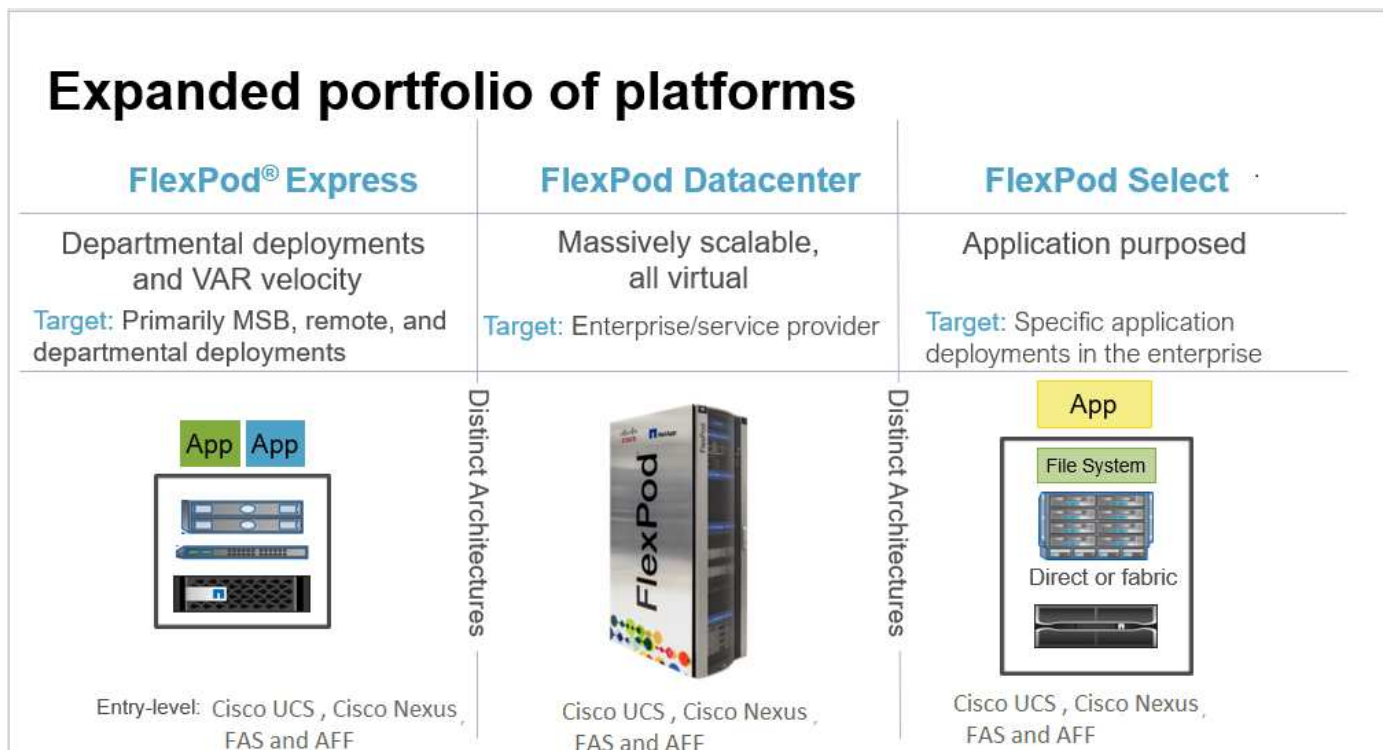 Expanded portfolio of platforms
FlexPod® Express
Departmental deployments
and VAR velocity
Target: Primarily MSB, remote, and
departmental deployments
App App
Entry-level: Cisco UCS , Cisco Nexus ,
FAS and AFF
Distinct Architectures
FlexPod Datacenter
Massively scalable,
all virtual
Target: Enterprise/service provider
CISCO NetApp
FlexPod
FlexPod
Cisco UCS , Cisco Nexus ,
FAS and AFF
Distinct Architectures
FlexPod Select .
Application purposed
Target: Specific application
deployments in the enterprise
App
File System
Direct or fabric
Cisco UCS , Cisco Nexus ,
FAS and AFF